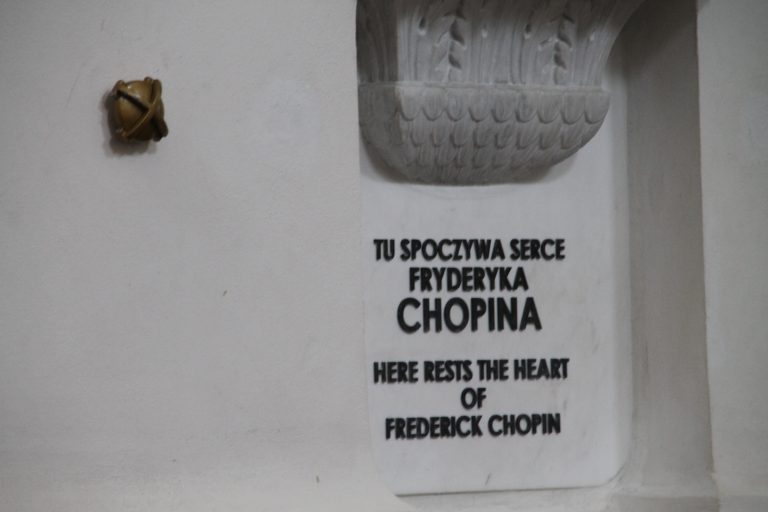 TU SPOCZYWA SERCE
FRYDERYKA
CHOPINA
HERE RESTS THE HEART
OF
FREDERICK CHOPIN